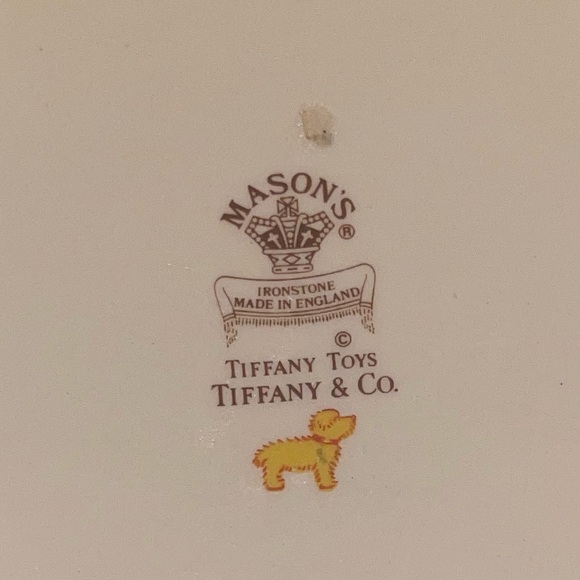 MASON'S
®
IRONSTONE
MADE IN ENGLAND
©
TIFFANY TOYS
TIFFANY & CO.